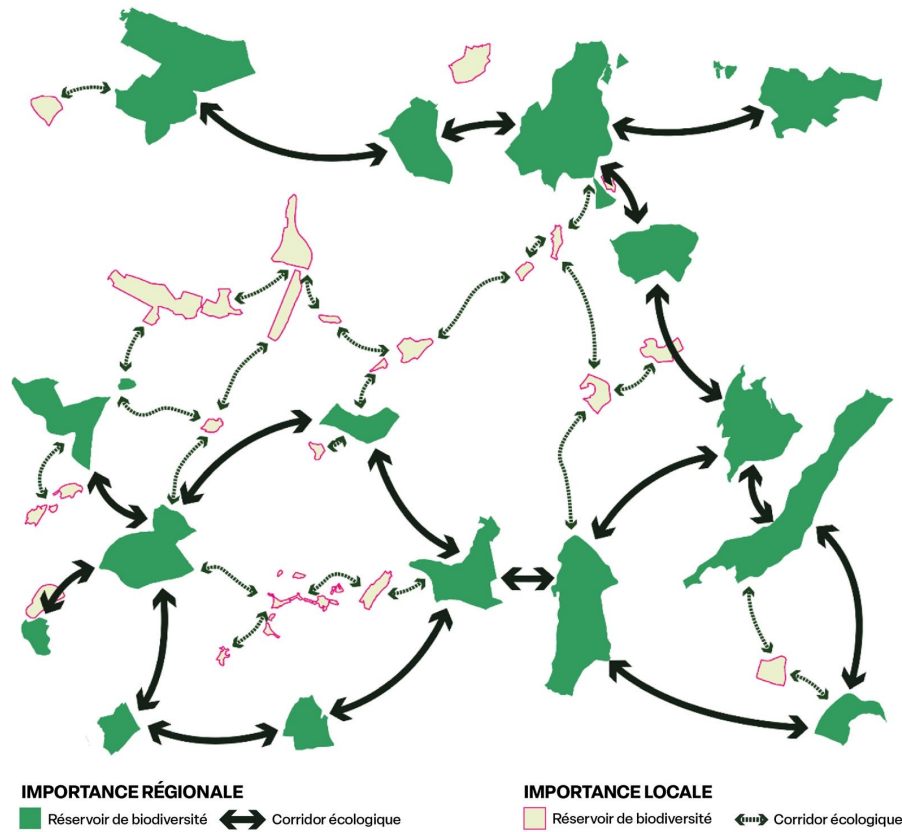 IMPORTANCE RÉGIONALE
Réservoir de biodiversité
Corridor écologique
IMPORTANCE LOCALE
Réservoir de biodiversité
Corridor écologique